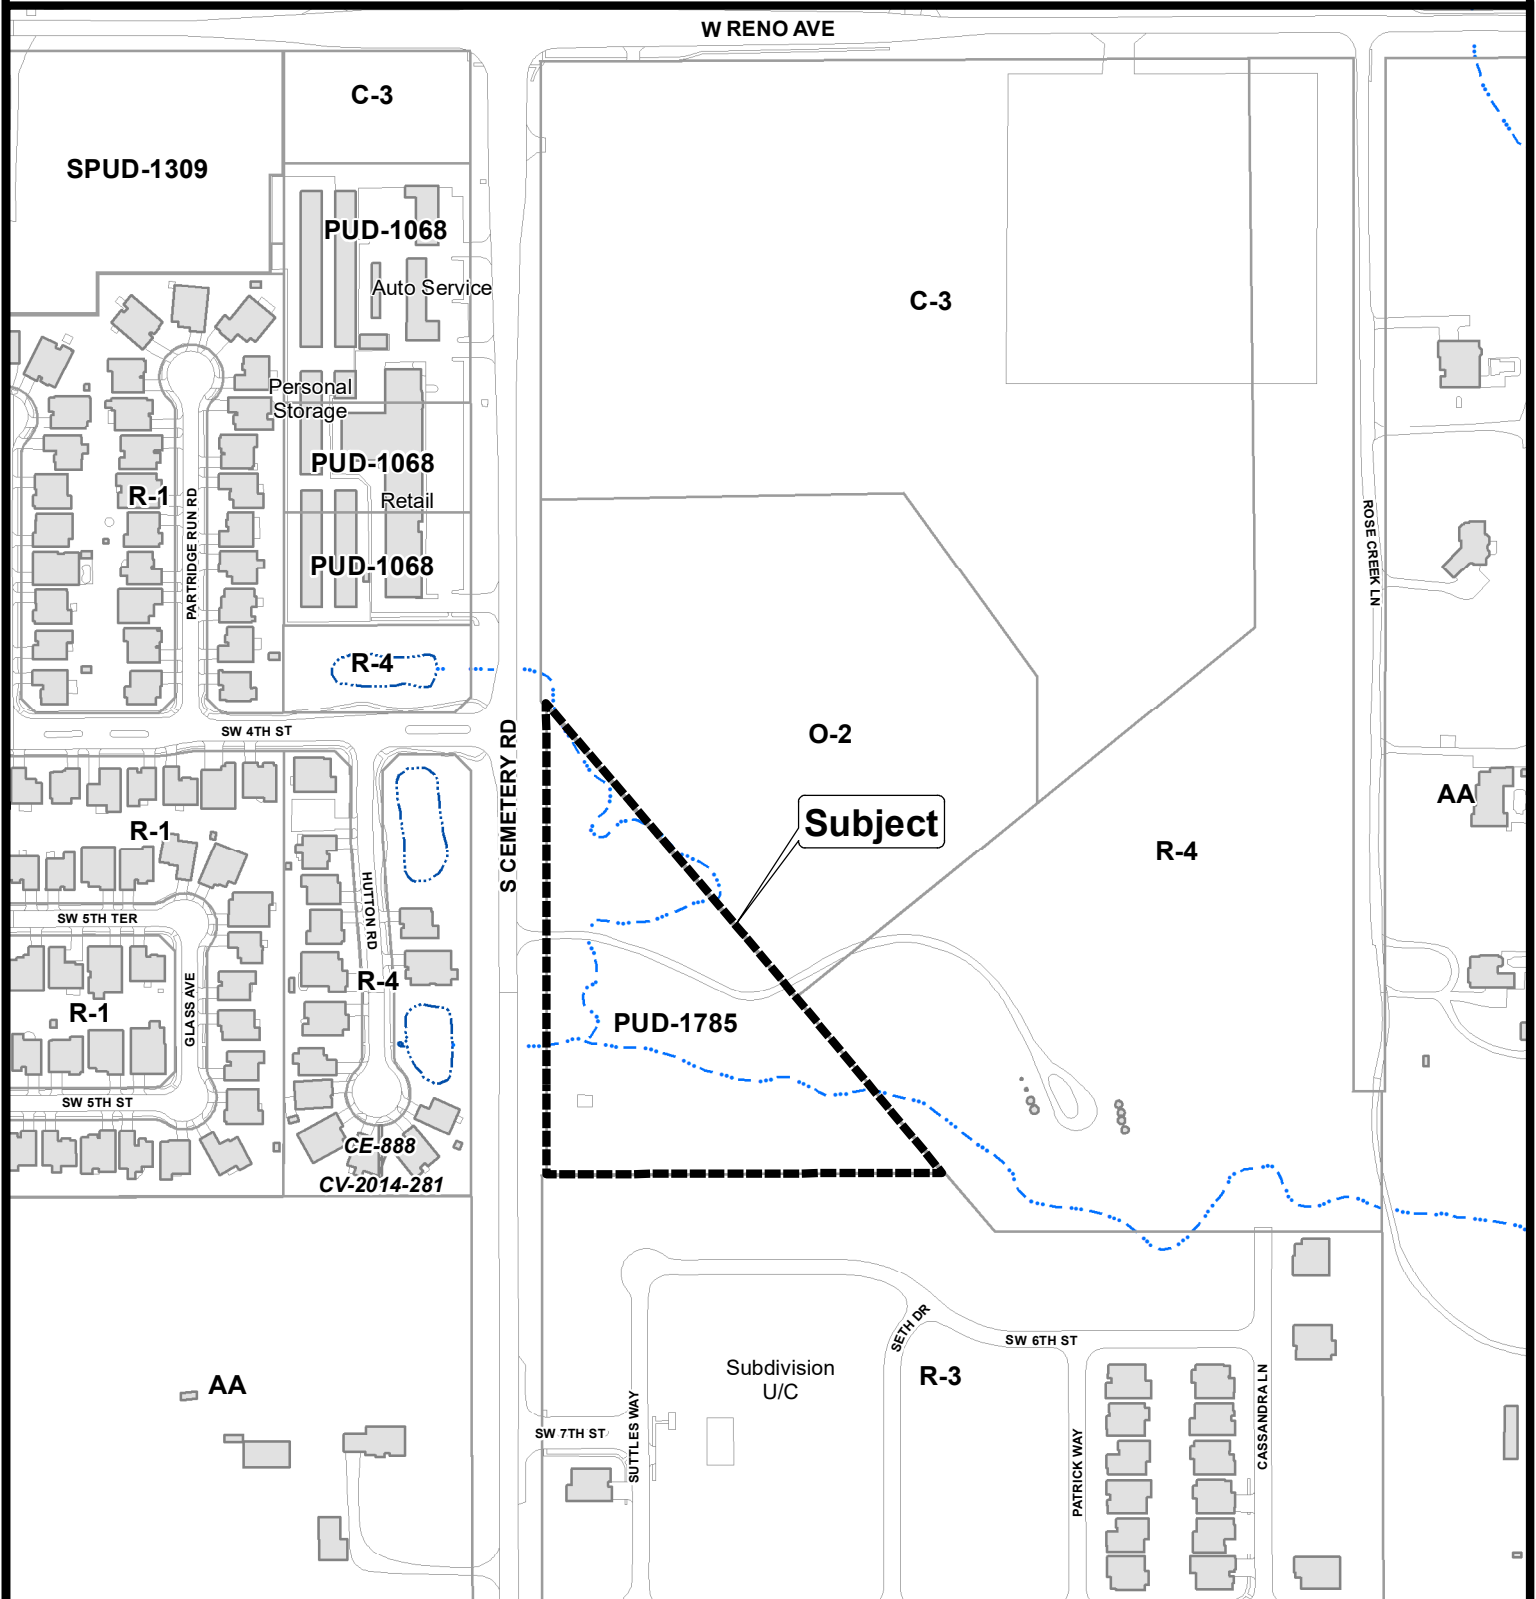 W RENO AVE
C-3
SPUD-1309
PUD-1068
Auto Service
C-3
Personal
Storage
PUD-1068
R-1
Retail
PARTRIDGE RUN RD
ROSE CREEK LN
PUD-1068
R-4
SW 4TH ST
O-2
S CEMETERY RD
AA
Subject
R-1
R-4
HUTTON RD
SW 5TH TER
R-4
R-1
GLASS AVE
PUD-1785
SW 5TH ST
CE-888
CV-2014-281
SETH DR
SW 6TH ST
Subdivision
U/C
R-3
AA
SUTTLES WAY
SW 7TH ST
PATRICK WAY
CASSANDRA LN